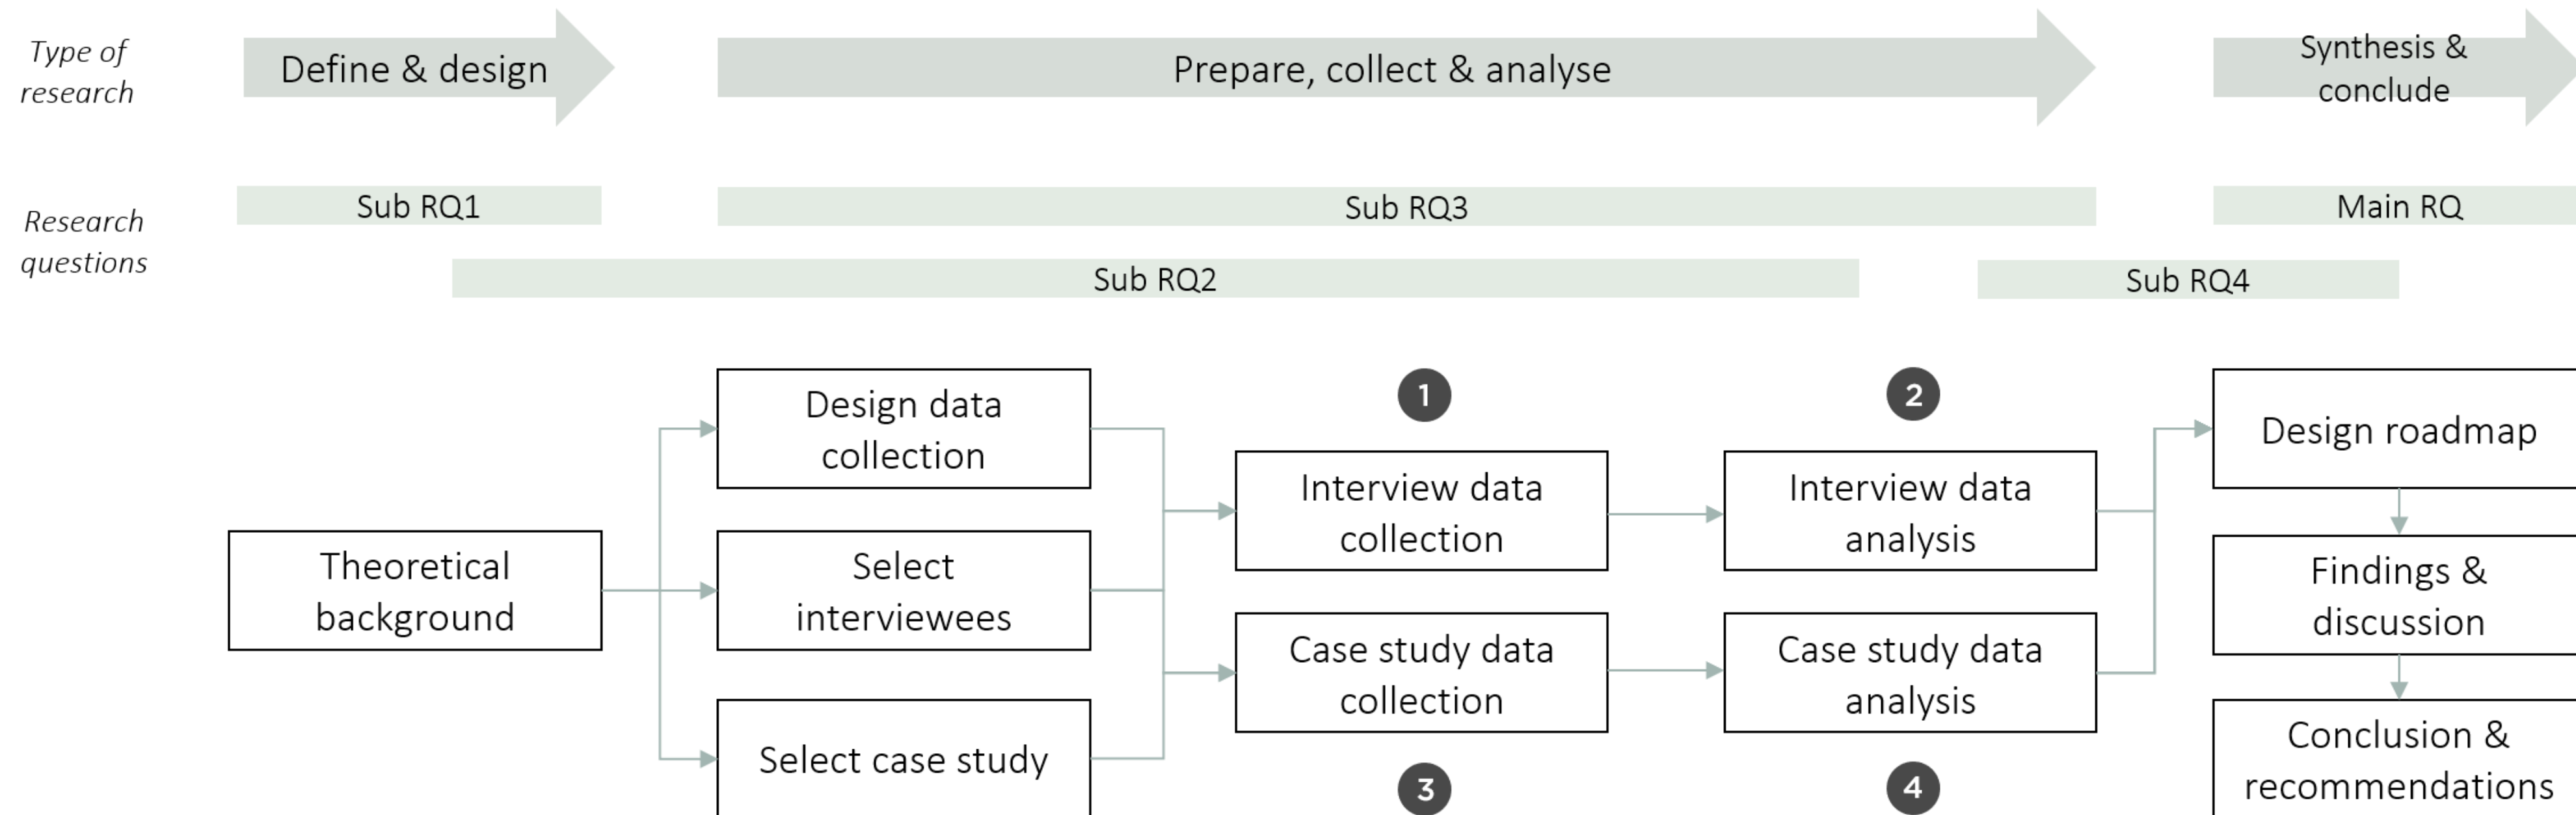 Type of
research
Define & design
Prepare, collect & analyse
Synthesis &
conclude
Research
questions
Sub RQ1
Sub RQ3
Main RQ
Sub RQ2
Sub RQ4
Theoretical
background
Design data
collection
Select
interviewees
Select case study
1
Interview data
collection
Case study data
collection
3
2
Interview data
analysis
Case study data
analysis
4
Design roadmap
Findings &
discussion
Conclusion &
recommendations